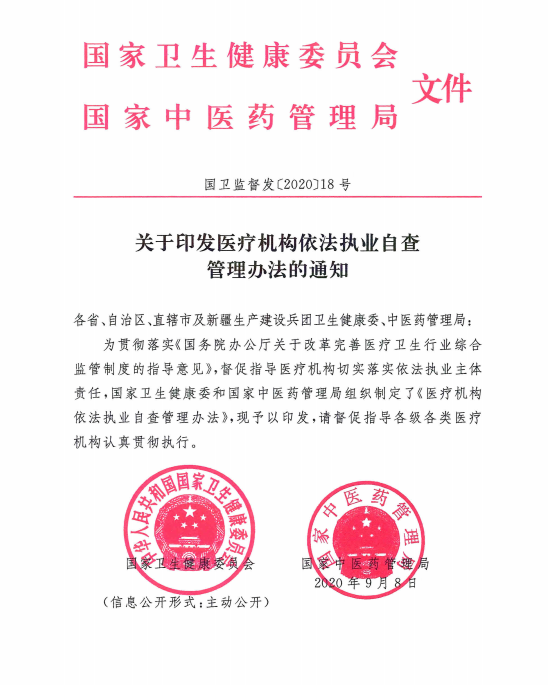 国家卫生健康委员会
文件
国家中医药管理局
国卫监督发〔2020〕18号
关于印发医疗机构依法执业自查
管理办法的通知
各省、自治区、直辖市及新疆生产建设兵团卫生健康委、中医药管理局:
为贯彻落实《国务院办公厅关于改革完善医疗卫生行业综合
监管制度的指导意见》,督促指导医疗机构切实落实依法执业主体
责任,国家卫生健康委和国家中医药管理局组织制定了《医疗机构
依法执业自查管理办法》,现予以印发,请督促指导各级各类医疗
机构认真贯彻执行。
中华人民共和国国家卫生健康委员会
国家中医药管理局
国家卫生健康委员会
国家中医药管理局
2020年9月8日
(信息公开形式:主动公开)